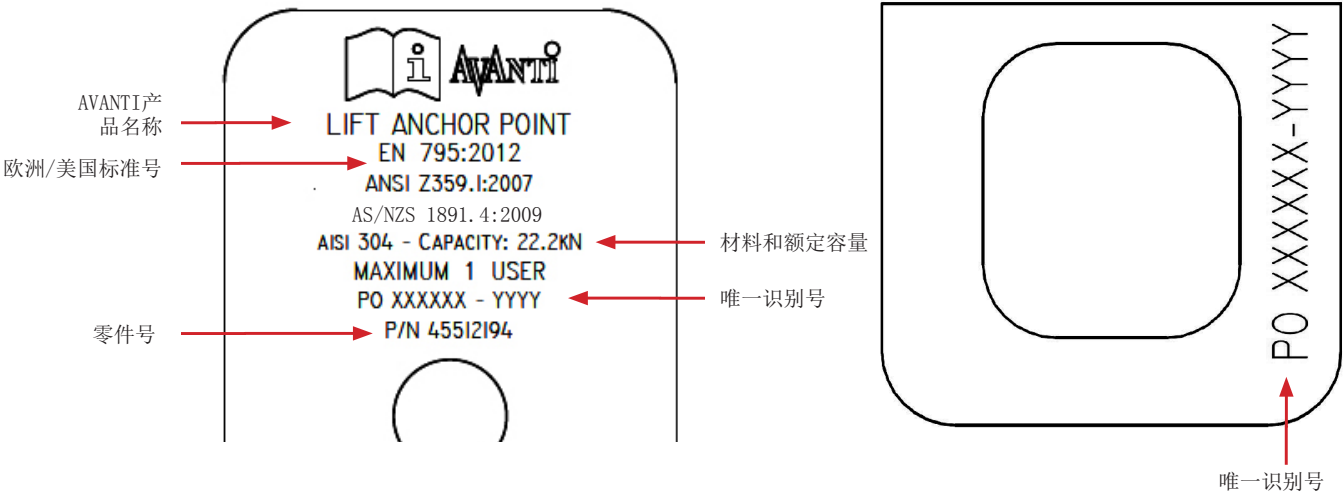 i AVANTI
AVANTI产
品名称
LIFT ANCHOR POINT
欧洲/美国标准号
EN 795:2012
ANSI Z359.1:2007
AS/NZS 1891.4:2009
AISI 304 - CAPACITY: 22.2KN
材料和额定容量
MAXIMUM 1 USER
PO XXXXXX - YYYY
唯一识别号
零件号
P/N 45512194
PO XXXXXX-YYYY
唯一识别号